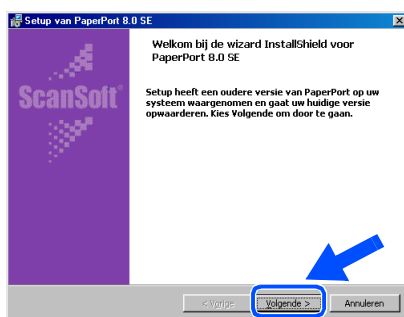 Setup van PaperPort 8.0 SE
Welkom bij de wizard InstallShield voor
PaperPort 8.0 SE
ScanSoft®
Setup heeft een oudere versie van PaperPort op uw
systeem waargenomen en gaat uw huidige versie
opwaarderen. Kies Volgende om door te gaan.
< Vorige
Volgende >
Annuleren